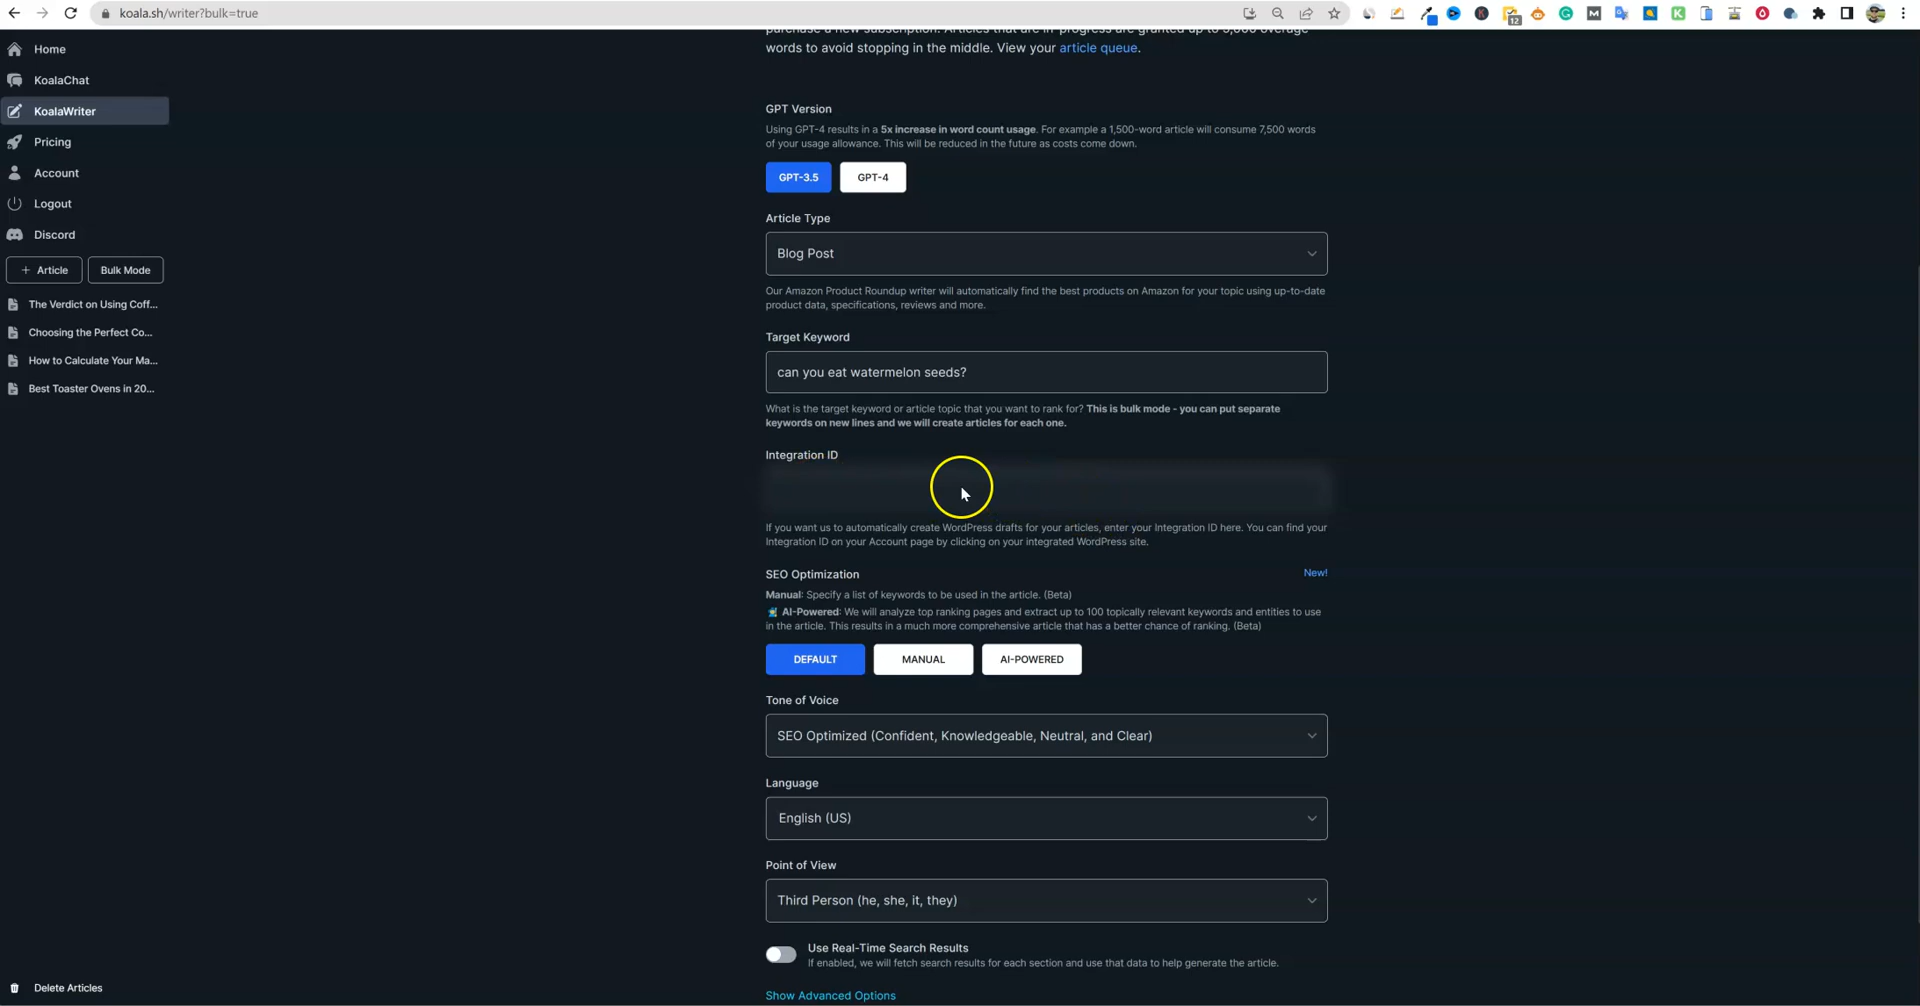 koala.sh/writer?bulk=true
12
Home
KoalaChat
KoalaWriter
Pricing
Account
Logout
Discord
+ Article
Bulk Mode
The Verdict on Using Coff...
Choosing the Perfect Co...
How to Calculate Your Ma...
Best Toaster Ovens in 20...
Delete Articles
words to avoid stopping in the middle. View your article queue.
GPT Version
Using GPT-4 results in a 5x increase in word count usage. For example a 1,500-word article will consume 7,500 words
of your usage allowance. This will be reduced in the future as costs come down.
GPT-3.5
GPT-4
Article Type
Blog Post
Our Amazon Product Roundup writer will automatically find the best products on Amazon for your topic using up-to-date
product data, specifications, reviews and more.
Target Keyword
can you eat watermelon seeds?
What is the target keyword or article topic that you want to rank for? This is bulk mode - you can put separate
keywords on new lines and we will create articles for each one.
Integration ID
If you want us to automatically create WordPress drafts for your articles, enter your Integration ID here. You can find your
Integration ID on your Account page by clicking on your integrated WordPress site.
SEO Optimization
New!
Manual: Specify a list of keywords to be used in the article. (Beta)
AI-Powered: We will analyze top ranking pages and extract up to 100 topically relevant keywords and entities to use
in the article. This results in a much more comprehensive article that has a better chance of ranking. (Beta)
DEFAULT
MANUAL
AI-POWERED
Tone of Voice
SEO Optimized (Confident, Knowledgeable, Neutral, and Clear)
Language
English (US)
Point of View
Third Person (he, she, it, they)
Use Real-Time Search Results
If enabled, we will fetch search results for each section and use that data to help generate the article.
Show Advanced Options